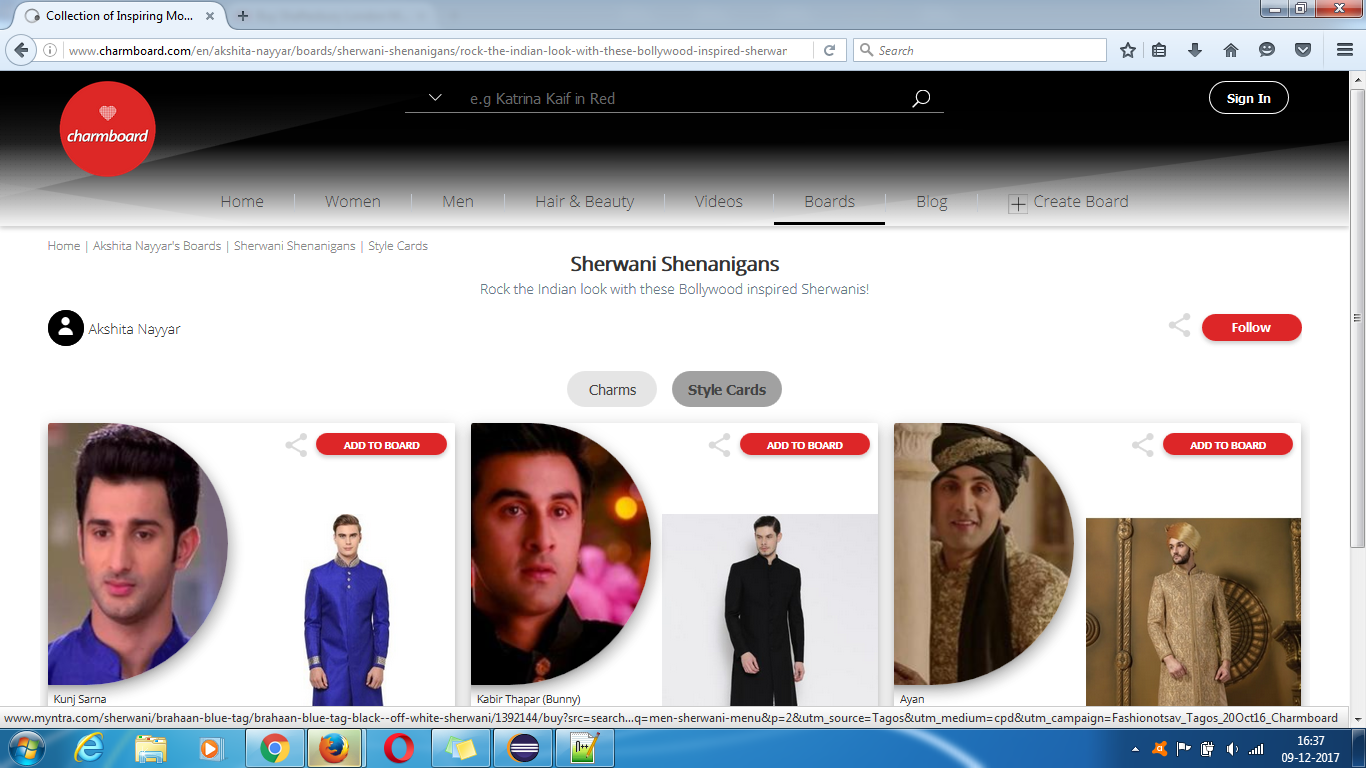 Collection of Inspiring Mo...
www.charmboard.com/en/akshita-nayyar/boards/sherwani-shenanigans/rock-the-indian-look-with-these-bollywood-inspired-sherwar
Search
charmboard
e.g Katrina Kaif in Red
Sign In
Home
Women
Men
Hair & Beauty
Videos
Boards
Blog
Create Board
Home | Akshita Nayyar's Boards | Sherwani Shenanigans | Style Cards
Sherwani Shenanigans
Rock the Indian look with these Bollywood inspired Sherwanis!
Akshita Nayyar
Follow
Charms
Style Cards
ADD TO BOARD
ADD TO BOARD
ADD TO BOARD
Kunj Sarna
Kabir Thapar (Bunny)
Ayan
www.myntra.com/sherwani/brahaan-blue-tag/brahaan-blue-tag-black--off-white-sherwani/1392144/buy?src=search...q=men-sherwani-menu&p=2&utm_source=Tagos&utm_medium=cpd&utm_campaign=Fashionotsav_Tagos_20Oct16_Charmboard
16:37
09-12-2017